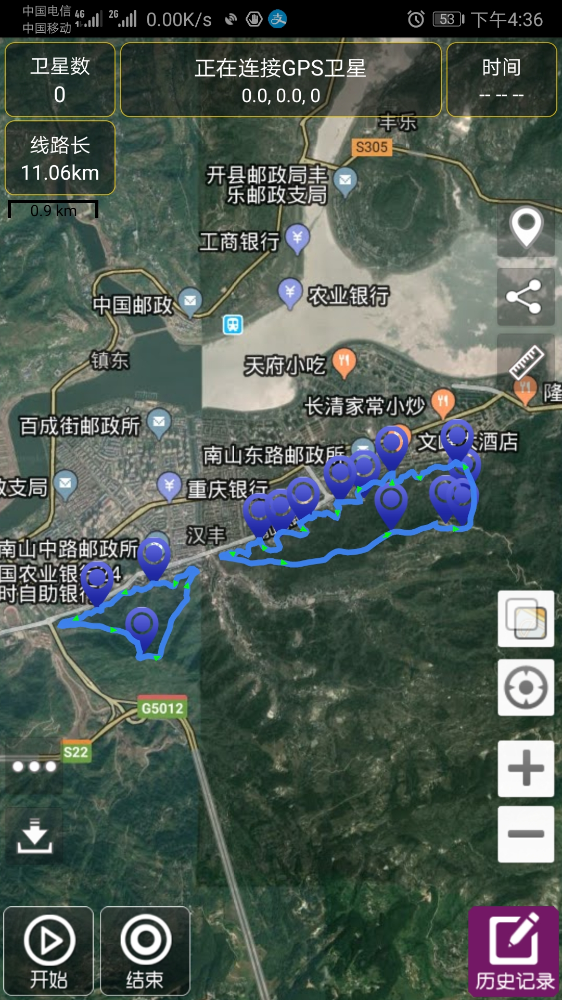 中国电信
4G
2G
0.00K/s
53
下午4:36
中国移动
卫星数
0
正在连接GPS卫星
0.0, 0.0, 0
时间
-- -- --
线路长
11.06km
0.9 km
丰乐
S305
开县邮政局丰
乐邮政支局
工商银行
农业银行
中国邮政
镇东
天府小吃
隆
长清家常小炒
百成街邮政所
文峰大酒店
南山东路邮政所
政支局
重庆银行
汉丰
南山中路邮政所
国农业银行24
时自助银行
G5012
S22
开始
结束
历史记录